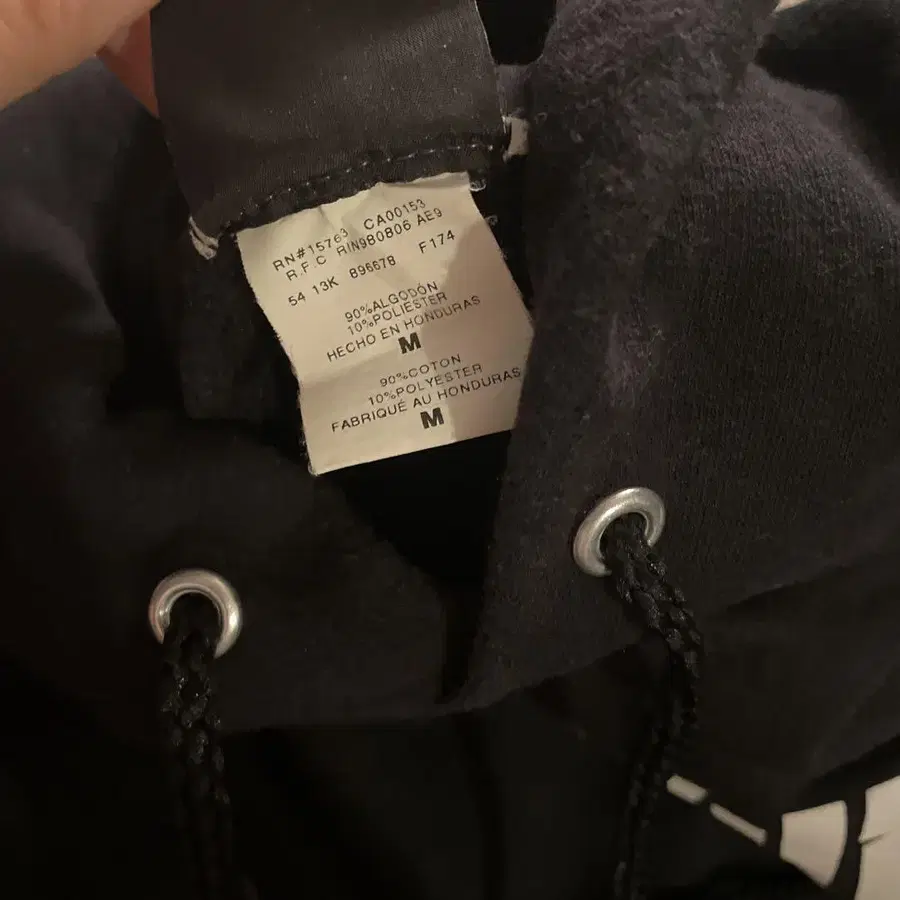 RN#15763 CA00153
R.F.C RIN980806 AE9
54 13K 896678 F174
90%ALGODÓN
10%POLIESTER
HECHO EN HONDURAS
M
90%COTON
10%POLYESTER
FABRIQUÉ AU HONDURAS
M